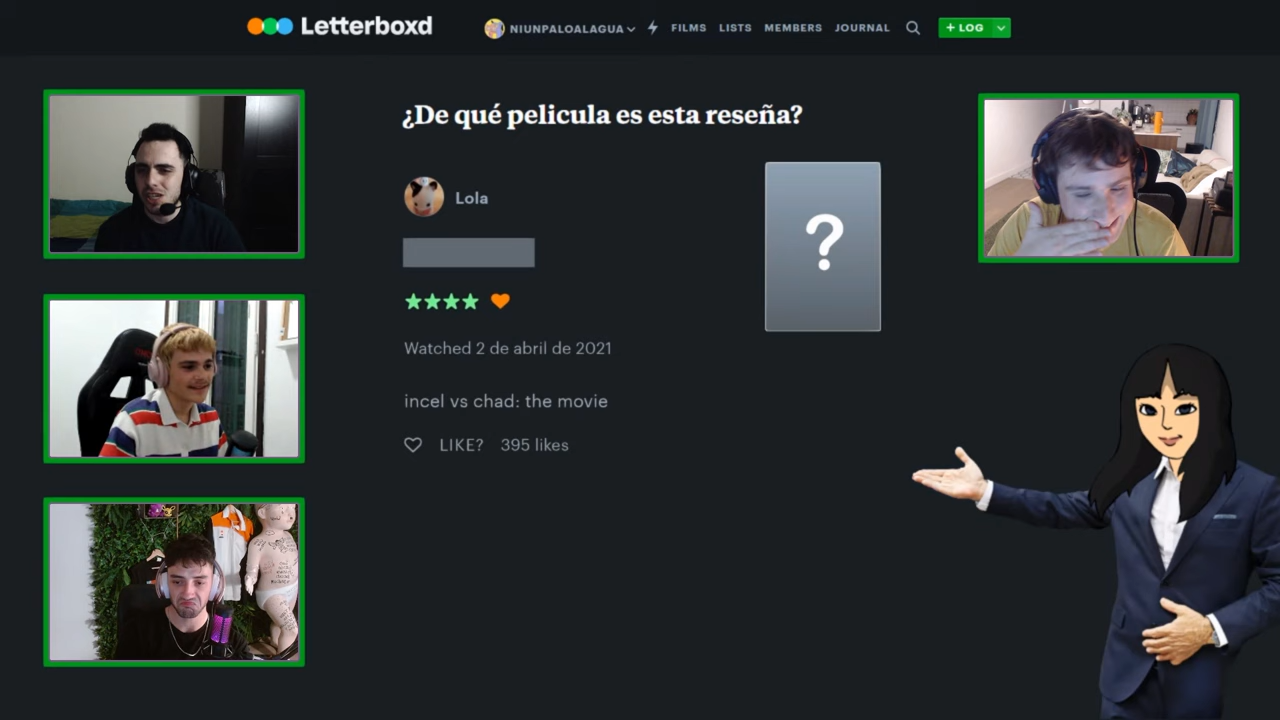 Letterboxd
NIUNPALOALAGUA
FILMS LISTS MEMBERS JOURNAL
+ LOG
¿De qué pelicula es esta reseña?
Lola
?
Watched 2 de abril de 2021
incel vs chad: the movie
LIKE? 395 likes